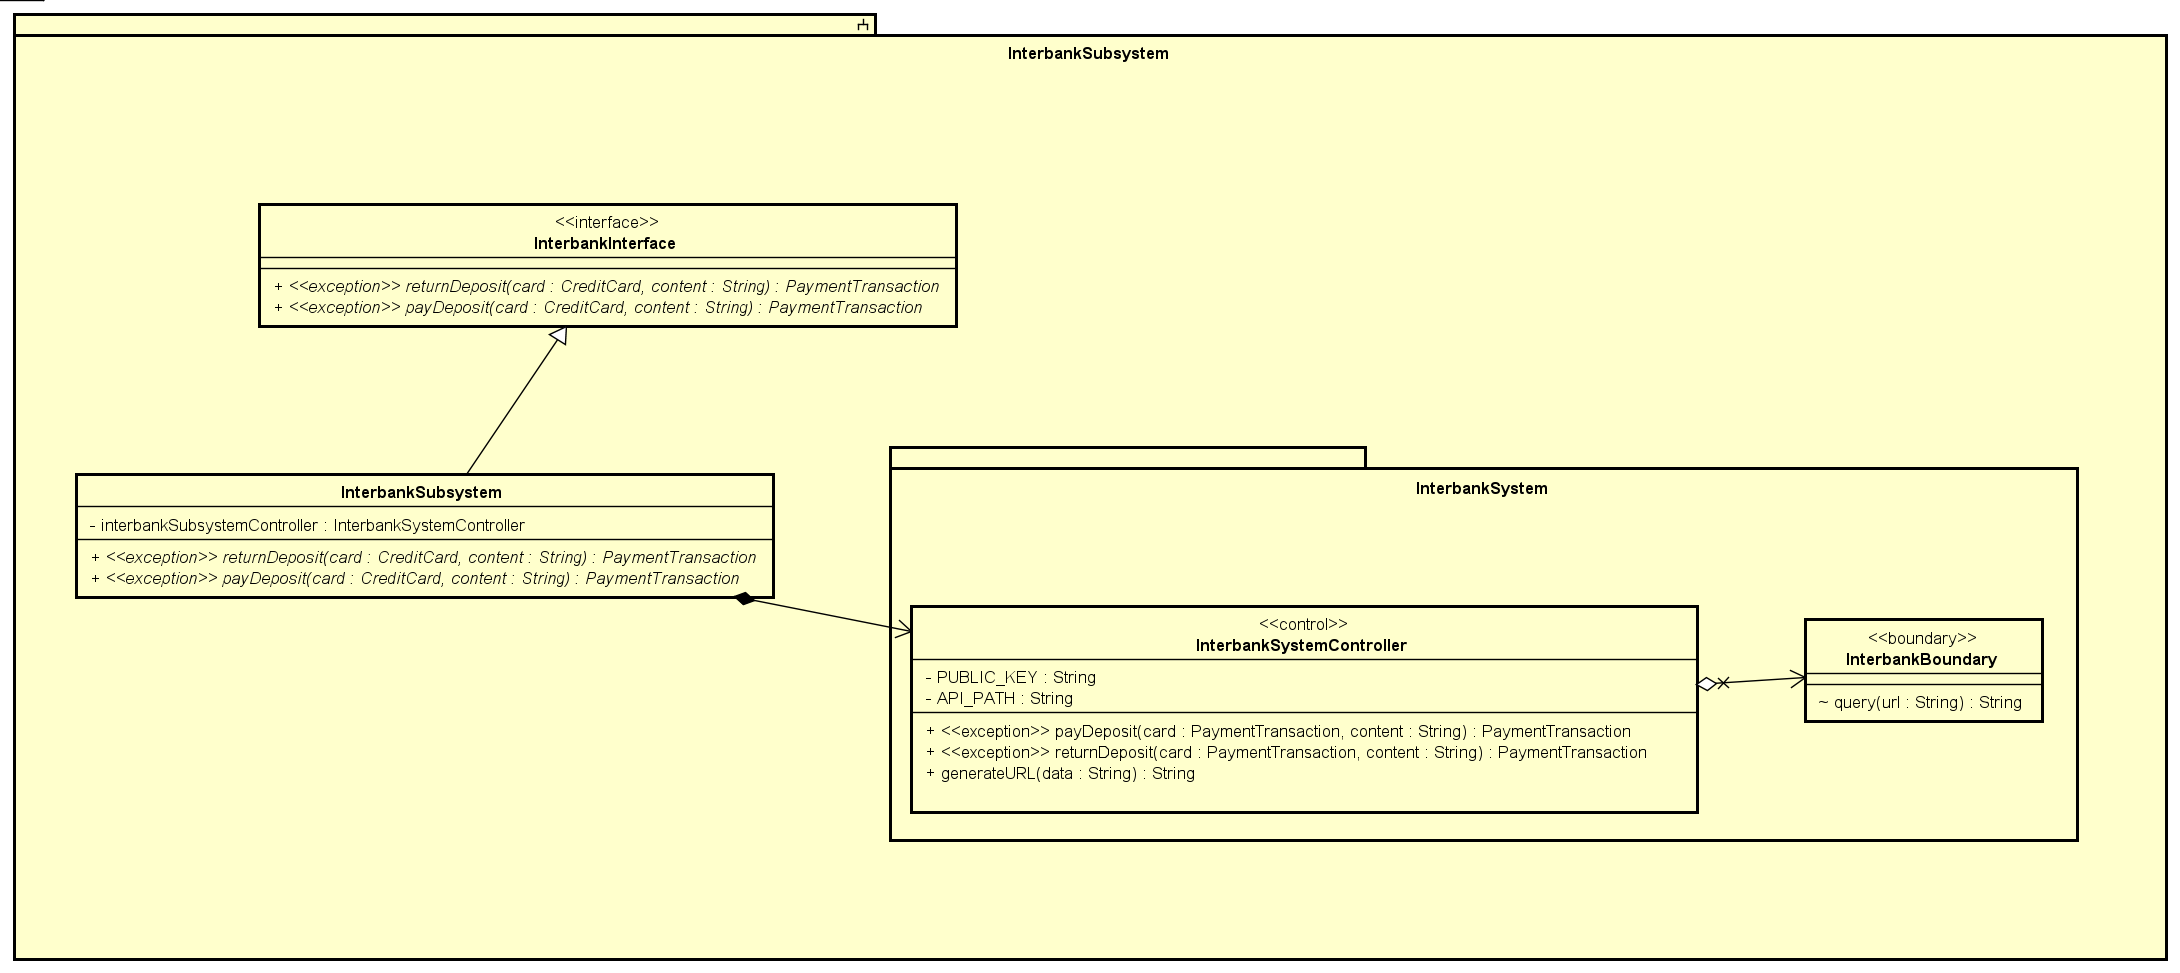 InterbankSubsystem
<<interface>>
InterbankInterface
+ <<exception>> returnDeposit(card : CreditCard, content : String) : PaymentTransaction
+ <<exception>> payDeposit(card : CreditCard, content : String) : PaymentTransaction
InterbankSubsystem
- interbankSubsystemController : InterbankSystemController
+ <<exception>> returnDeposit(card : CreditCard, content : String) : PaymentTransaction
+ <<exception>> payDeposit(card : CreditCard, content : String) : PaymentTransaction
InterbankSystem
<<control>>
InterbankSystemController
- PUBLIC_KEY : String
- API_PATH : String
+ <<exception>> payDeposit(card : PaymentTransaction, content : String) : PaymentTransaction
+ <<exception>> returnDeposit(card : PaymentTransaction, content : String) : PaymentTransaction
+ generateURL(data : String) : String
<<boundary>>
InterbankBoundary
~ query(url : String) : String